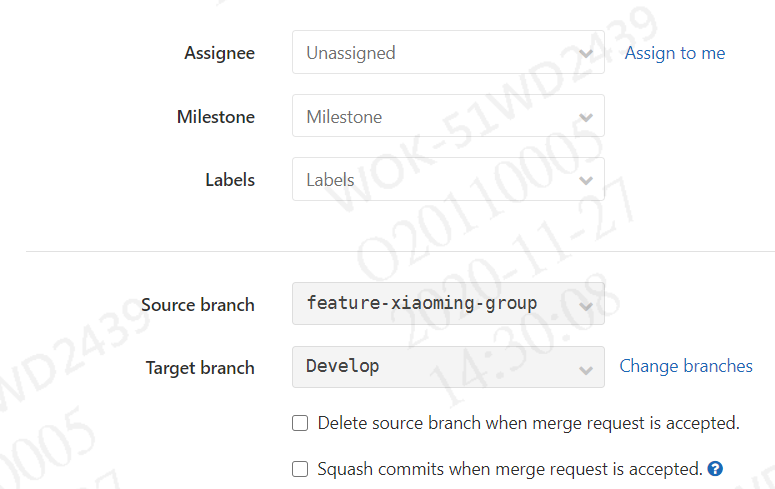 Assignee Unassigned Assign to me
Milestone Milestone
Labels Labels
Source branch feature-xiaoming-group
Target branch Develop Change branches
Delete source branch when merge request is accepted.
Squash commits when merge request is accepted. ?
WOK-51WD2439
O20110005
2020-11-27
14:30:08
WD2439
0005
WD